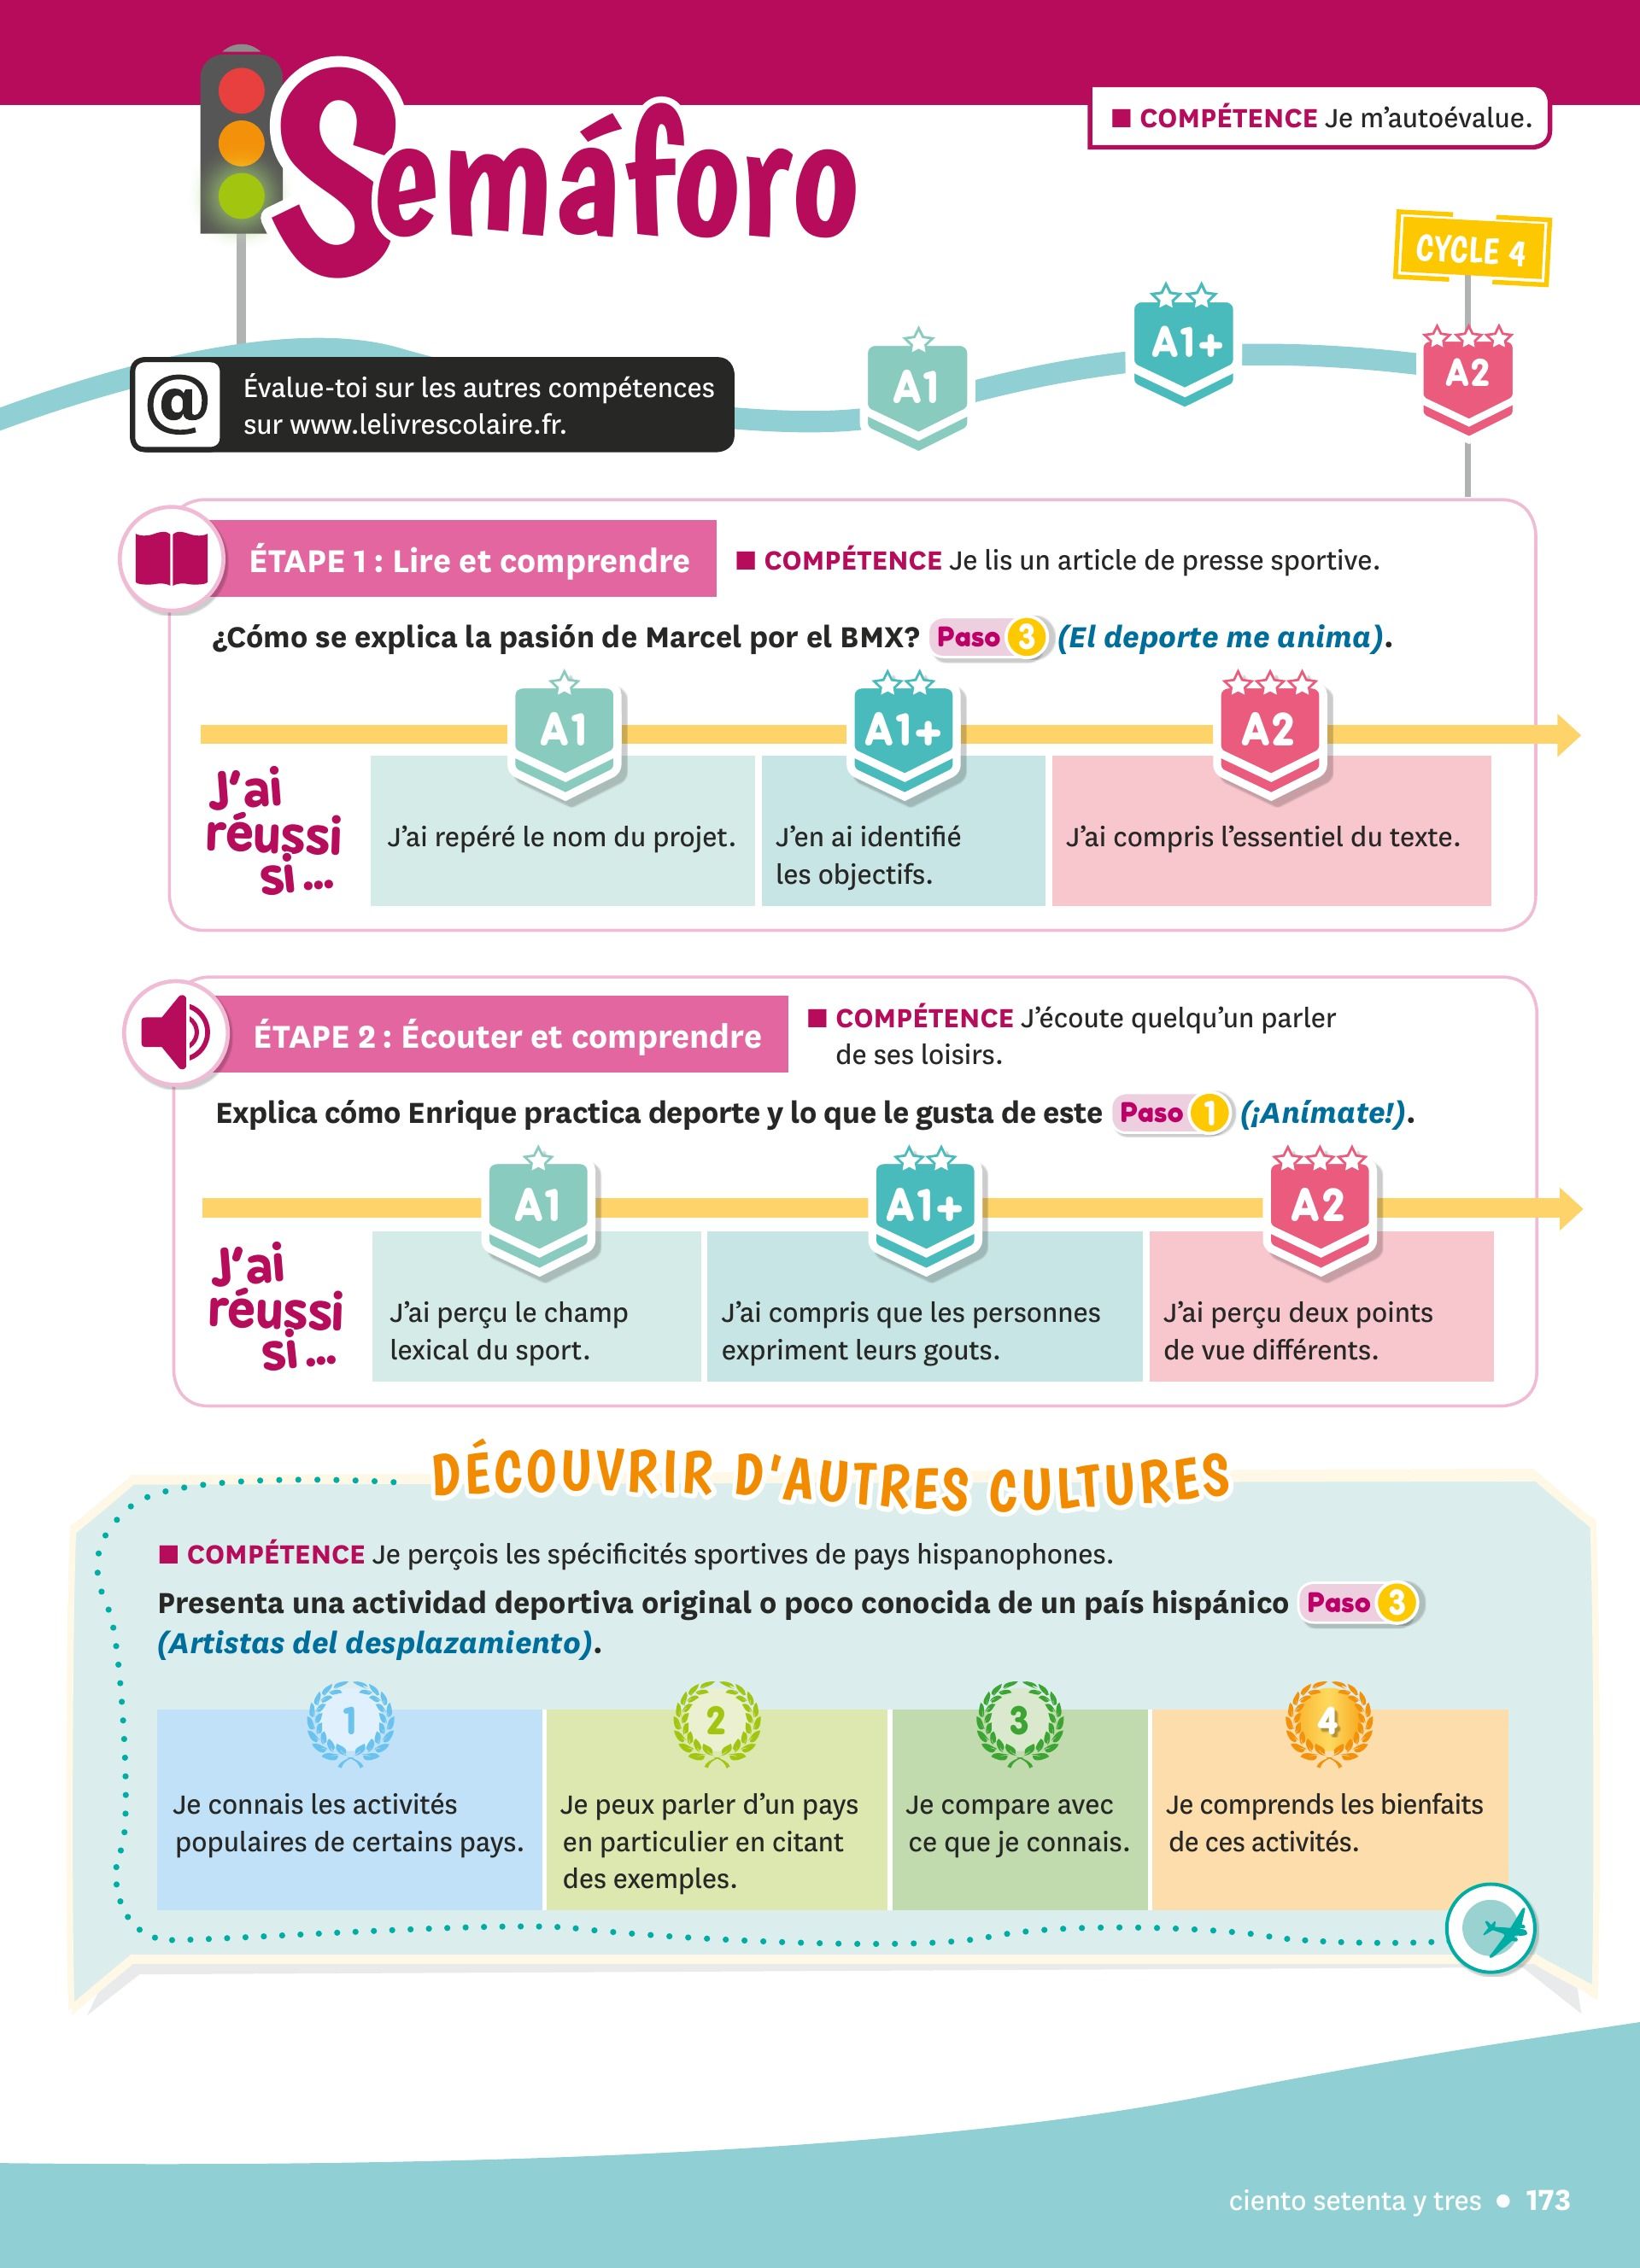 Semáforo
■ COMPÉTENCE Je m'autoévalue.
CYCLE 4
@ Évalue-toi sur les autres compétences
sur www.lelivrescolaire.fr.
A1
A1+
A2
ÉTAPE 1 : Lire et comprendre
■ COMPÉTENCE Je lis un article de presse sportive.
¿Cómo se explica la pasión de Marcel por el BMX? Paso 3 (El deporte me anima).
A1
A1+
A2
J'ai
réussi
si ...
J'ai repéré le nom du projet.
J'en ai identifié
les objectifs.
J'ai compris l'essentiel du texte.
ÉTAPE 2 : Écouter et comprendre
■ COMPÉTENCE J'écoute quelqu'un parler
de ses loisirs.
Explica cómo Enrique practica deporte y lo que le gusta de este Paso 1 (¡Anímate!).
A1
A1+
A2
J'ai
réussi
si ...
J'ai perçu le champ
lexical du sport.
J'ai compris que les personnes
expriment leurs gouts.
J'ai perçu deux points
de vue différents.
DÉCOUVRIR D'AUTRES CULTURES
■ COMPÉTENCE Je perçois les spécificités sportives de pays hispanophones.
Presenta una actividad deportiva original o poco conocida de un país hispánico Paso 3
(Artistas del desplazamiento).
1
Je connais les activités
populaires de certains pays.
2
Je peux parler d'un pays
en particulier en citant
des exemples.
3
Je compare avec
ce que je connais.
4
Je comprends les bienfaits
de ces activités.
ciento setenta y tres • 173